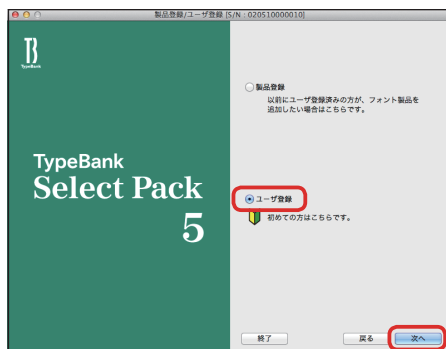 製品登録/ユーザ登録 [S/N : 020510000010]
TB
TypeBank
TypeBank
Select Pack
5
製品登録
以前にユーザ登録済みの方が、フォント製品を
追加したい場合はこちらです。
ユーザ登録
初めての方はこちらです。
終了
戻る
次へ